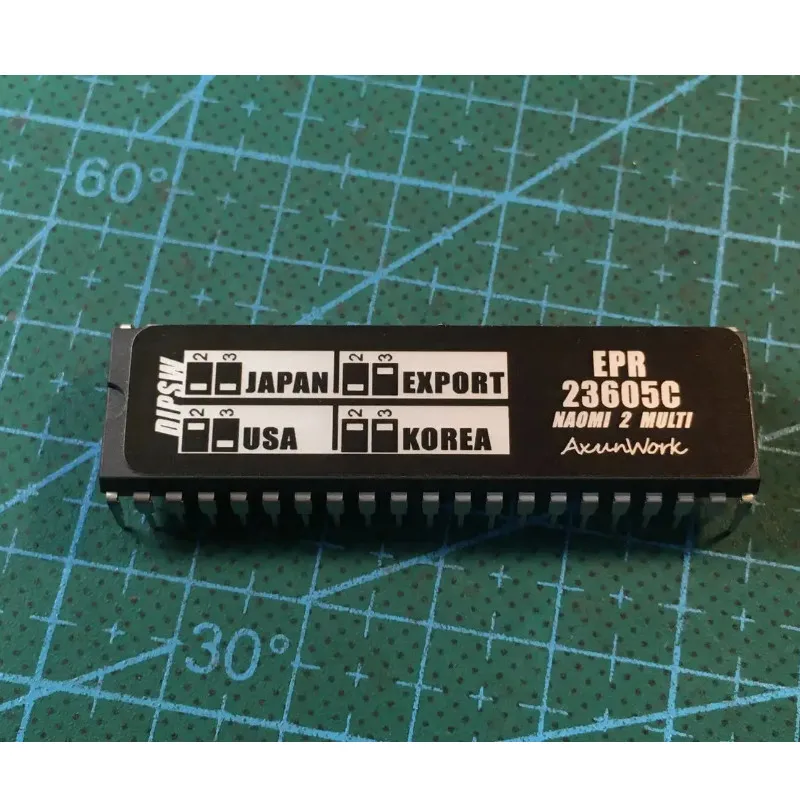 60°
DIPSW
2 3 JAPAN
2 3 EXPORT
2 3 USA
2 3 KOREA
EPR
23605C
NAOMI 2 MULTI
AxunWork
30°